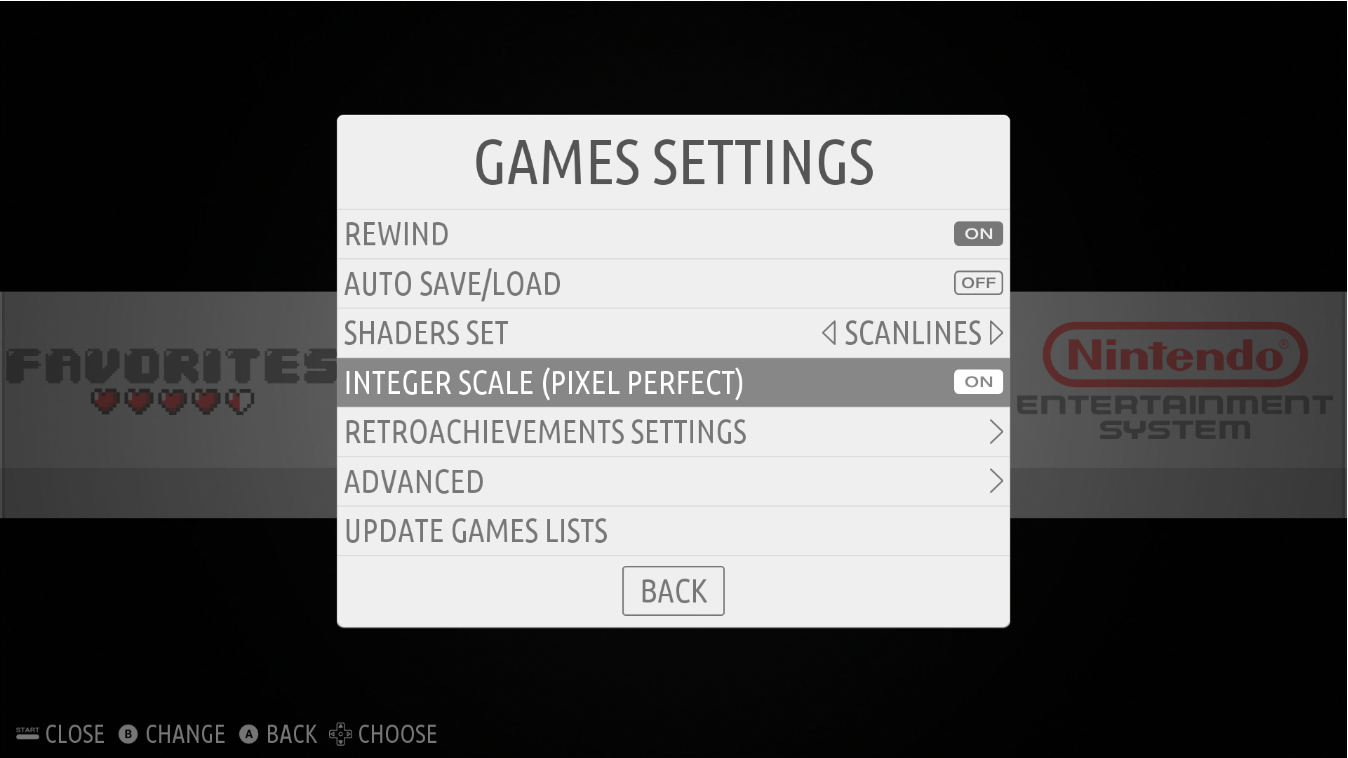 GAMES SETTINGS
REWIND ON
AUTO SAVE/LOAD OFF
SHADERS SET SCANLINES
INTEGER SCALE (PIXEL PERFECT) ON
RETROACHIEVEMENTS SETTINGS
ADVANCED
UPDATE GAMES LISTS
BACK
FAVORITES
Nintendo®
ENTERTAINMENT
SYSTEM
START CLOSE B CHANGE A BACK CHOOSE